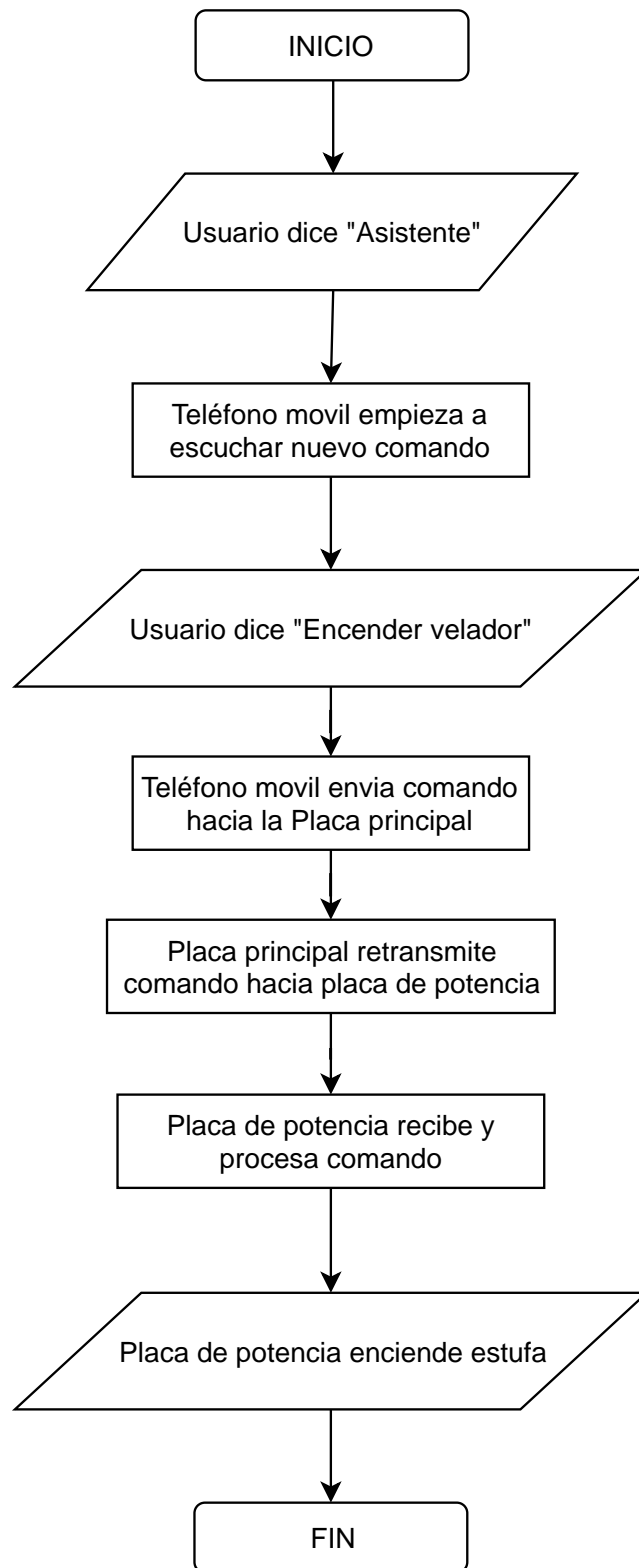 INICIO
Usuario dice "Asistente"
Teléfono movil empieza a
escuchar nuevo comando
Usuario dice "Encender velador"
Teléfono movil envia comando
hacia la Placa principal
Placa principal retransmite
comando hacia placa de potencia
Placa de potencia recibe y
procesa comando
Placa de potencia enciende estufa
FIN